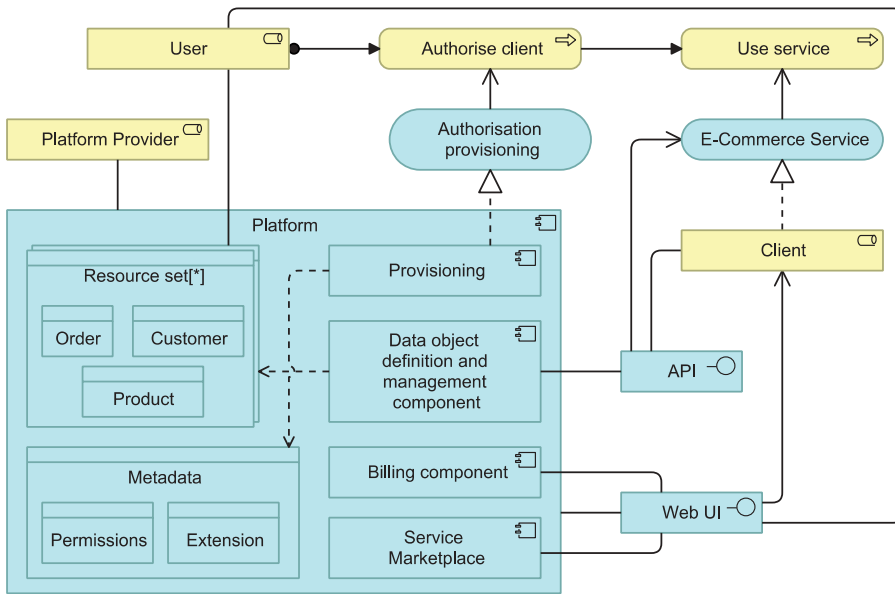 User
Authorise client
Use service
Platform Provider
Authorisation
provisioning
E-Commerce Service
Platform
Resource set[*]
Order
Customer
Product
Provisioning
Client
Data object
definition and
management
component
API
Metadata
Permissions
Extension
Billing component
Service
Marketplace
Web UI